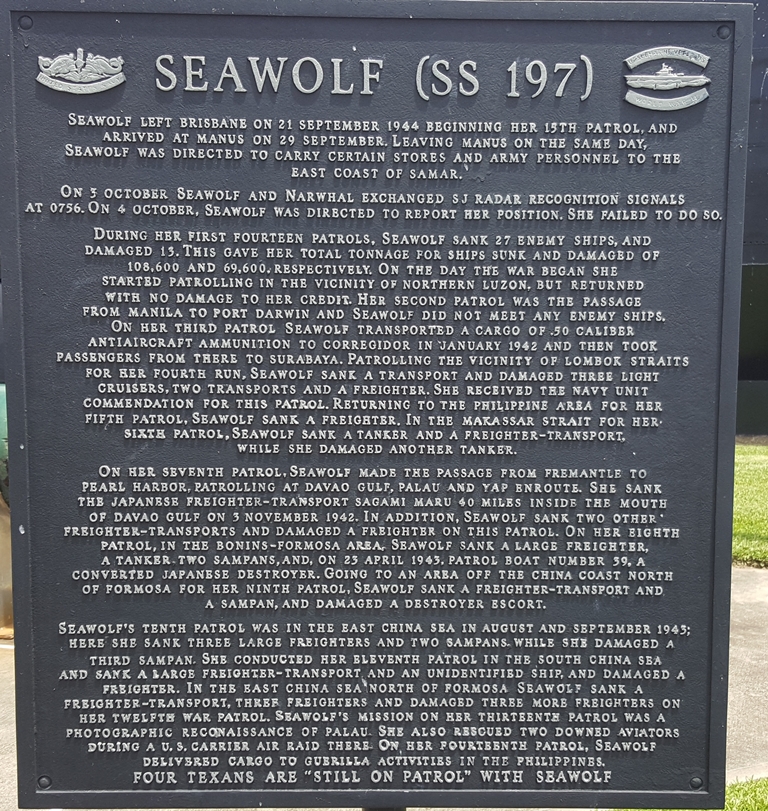 SEAWOLF (SS 197)
SEAWOLF LEFT BRISBANE ON 21 SEPTEMBER 1944 BEGINNING HER 15TH PATROL, AND
ARRIVED AT MANUS ON 29 SEPTEMBER. LEAVING MANUS ON THE SAME DAY,
SEAWOLF WAS DIRECTED TO CARRY CERTAIN STORES AND ARMY PERSONNEL TO THE
EAST COAST OF SAMAR.
ON 3 OCTOBER SEAWOLF AND NARWHAL EXCHANGED SJ RADAR RECOGNITION SIGNALS
AT 0756. ON 4 OCTOBER, SEAWOLF WAS DIRECTED TO REPORT HER POSITION. SHE FAILED TO DO SO.
DURING HER FIRST FOURTEEN PATROLS, SEAWOLF SANK 27 ENEMY SHIPS, AND
DAMAGED 13. THIS GAVE HER TOTAL TONNAGE FOR SHIPS SUNK AND DAMAGED OF
108,600 AND 69,600, RESPECTIVELY. ON THE DAY THE WAR BEGAN SHE
STARTED PATROLLING IN THE VICINITY OF NORTHERN LUZON, BUT RETURNED
WITH NO DAMAGE TO HER CREDIT. HER SECOND PATROL WAS THE PASSAGE
FROM MANILA TO PORT DARWIN AND SEAWOLF DID NOT MEET ANY ENEMY SHIPS.
ON HER THIRD PATROL SEAWOLF TRANSPORTED A CARGO OF .50 CALIBER
ANTIAIRCRAFT AMMUNITION TO CORREGIDOR IN JANUARY 1942 AND THEN TOOK
PASSENGERS FROM THERE TO SURABAYA. PATROLLING THE VICINITY OF LOMBOK STRAITS
FOR HER FOURTH RUN, SEAWOLF SANK A TRANSPORT AND DAMAGED THREE LIGHT
CRUISERS, TWO TRANSPORTS AND A FREIGHTER. SHE RECEIVED THE NAVY UNIT
COMMENDATION FOR THIS PATROL. RETURNING TO THE PHILIPPINE AREA FOR HER
FIFTH PATROL, SEAWOLF SANK A FREIGHTER. IN THE MAKASSAR STRAIT FOR HER
SIXTH PATROL, SEAWOLF SANK A TANKER AND A FREIGHTER-TRANSPORT,
WHILE SHE DAMAGED ANOTHER TANKER.
ON HER SEVENTH PATROL, SEAWOLF MADE THE PASSAGE FROM FREMANTLE TO
PEARL HARBOR, PATROLLING AT DAVAO GULF, PALAU AND YAP ENROUTE. SHE SANK
THE JAPANESE FREIGHTER-TRANSPORT SAGAMI MARU 40 MILES INSIDE THE MOUTH
OF DAVAO GULF ON 3 NOVEMBER 1942. IN ADDITION, SEAWOLF SANK TWO OTHER
FREIGHTER-TRANSPORTS AND DAMAGED A FREIGHTER ON THIS PATROL. ON HER EIGHTH
PATROL, IN THE BONINS-FORMOSA AREA, SEAWOLF SANK A LARGE FREIGHTER,
A TANKER TWO SAMPANS, AND, ON 23 APRIL 1943, PATROL BOAT NUMBER 39, A
CONVERTED JAPANESE DESTROYER. GOING TO AN AREA OFF THE CHINA COAST NORTH
OF FORMOSA FOR HER NINTH PATROL, SEAWOLF SANK A FREIGHTER-TRANSPORT AND
A SAMPAN, AND DAMAGED A DESTROYER ESCORT.
SEAWOLF'S TENTH PATROL WAS IN THE EAST CHINA SEA IN AUGUST AND SEPTEMBER 1943;
HERE SHE SANK THREE LARGE FREIGHTERS AND TWO SAMPANS WHILE SHE DAMAGED A
THIRD SAMPAN. SHE CONDUCTED HER ELEVENTH PATROL IN THE SOUTH CHINA SEA
AND SANK A LARGE FREIGHTER-TRANSPORT AND AN UNIDENTIFIED SHIP, AND DAMAGED A
FREIGHTER. IN THE EAST CHINA SEA NORTH OF FORMOSA SEAWOLF SANK A
FREIGHTER-TRANSPORT, THREE FREIGHTERS AND DAMAGED THREE MORE FREIGHTERS ON
HER TWELFTH WAR PATROL. SEAWOLF'S MISSION ON HER THIRTEENTH PATROL WAS A
PHOTOGRAPHIC RECONAISSANCE OF PALAU. SHE ALSO RESCUED TWO DOWNED AVIATORS
DURING A U.S. CARRIER AIR RAID THERE. ON HER FOURTEENTH PATROL, SEAWOLF
DELIVERED CARGO TO GUERILLA ACTIVITIES IN THE PHILIPPINES.
FOUR TEXANS ARE "STILL ON PATROL" WITH SEAWOLF